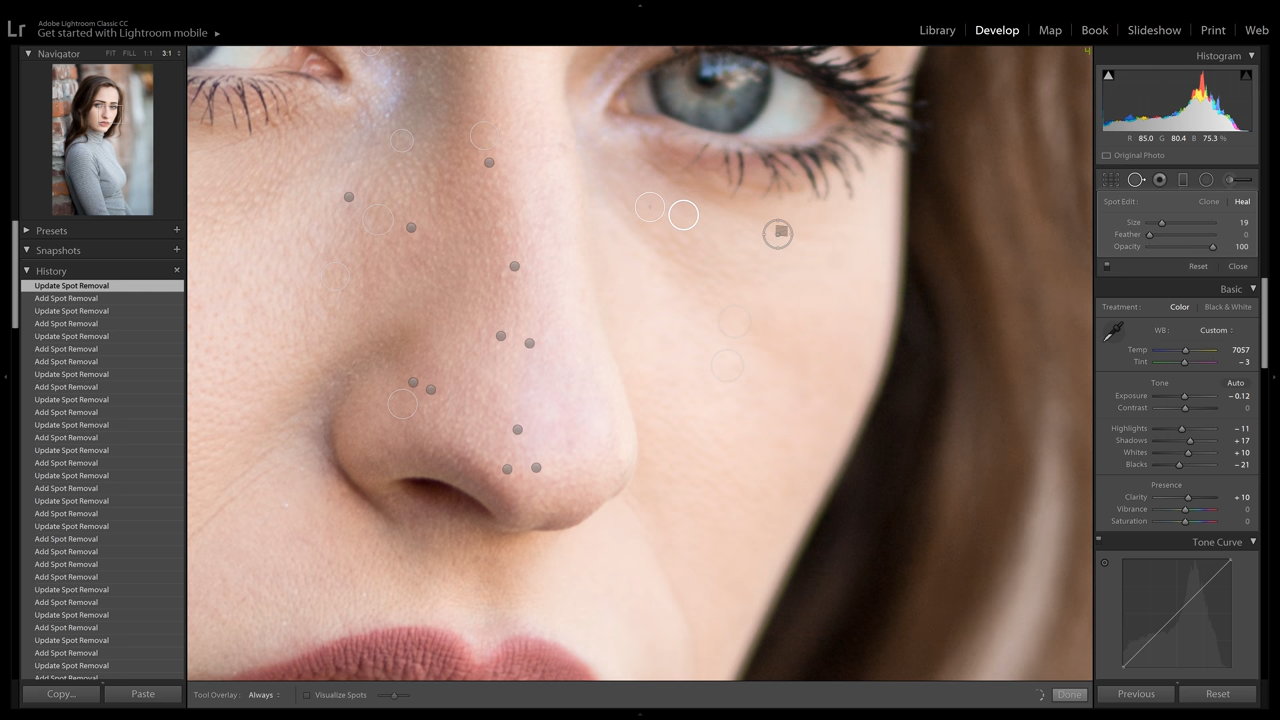 Lr
Adobe Lightroom Classic CC
Get started with Lightroom mobile
Library | Develop | Map | Book | Slideshow | Print | Web
Navigator FIT FILL 1:1 3:1
Presets +
Snapshots +
History ×
Update Spot Removal
Add Spot Removal
Update Spot Removal
Add Spot Removal
Update Spot Removal
Add Spot Removal
Add Spot Removal
Update Spot Removal
Add Spot Removal
Update Spot Removal
Add Spot Removal
Update Spot Removal
Add Spot Removal
Update Spot Removal
Add Spot Removal
Update Spot Removal
Add Spot Removal
Update Spot Removal
Add Spot Removal
Update Spot Removal
Add Spot Removal
Add Spot Removal
Add Spot Removal
Add Spot Removal
Update Spot Removal
Add Spot Removal
Update Spot Removal
Add Spot Removal
Update Spot Removal
Add Spot Removal
Update Spot Removal
Add Spot Removal
Copy... Paste
Tool Overlay: Always
Visualize Spots
Done
4
Histogram
R 85.0 G 80.4 B 75.3 %
Original Photo
Spot Edit: Clone Heal
Size 19
Feather 0
Opacity 100
Reset Close
Basic
Treatment: Color | Black & White
WB: Custom
Temp 7057
Tint – 3
Tone Auto
Exposure – 0.12
Contrast 0
Highlights – 11
Shadows + 17
Whites + 10
Blacks – 21
Presence
Clarity + 10
Vibrance 0
Saturation 0
Tone Curve
Previous Reset